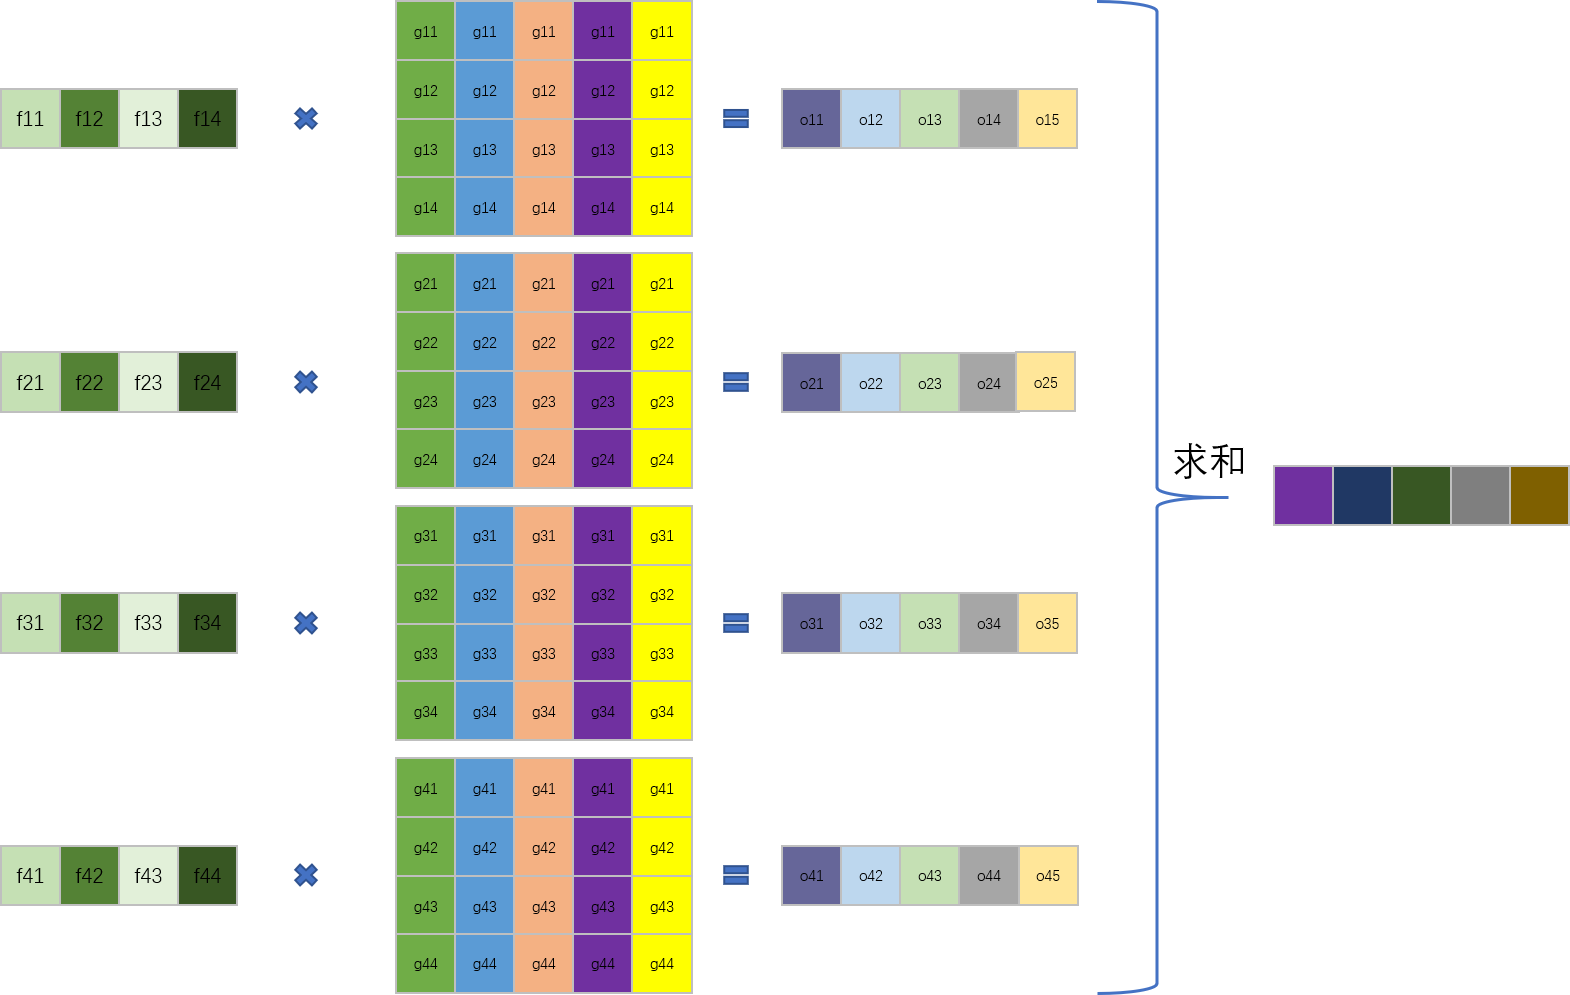 g11 g11 g11 g11 g11
g12 g12 g12 g12 g12
f11 f12 f13 f14
o11 o12 o13 o14 o15
g13 g13 g13 g13 g13
g14 g14 g14 g14 g14
g21 g21 g21 g21 g21
g22 g22 g22 g22 g22
f21 f22 f23 f24
o21 o22 o23 o24 o25
g23 g23 g23 g23 g23
g24 g24 g24 g24 g24
求和
g31 g31 g31 g31 g31
g32 g32 g32 g32 g32
f31 f32 f33 f34
o31 o32 o33 o34 o35
g33 g33 g33 g33 g33
g34 g34 g34 g34 g34
g41 g41 g41 g41 g41
g42 g42 g42 g42 g42
f41 f42 f43 f44
o41 o42 o43 o44 o45
g43 g43 g43 g43 g43
g44 g44 g44 g44 g44